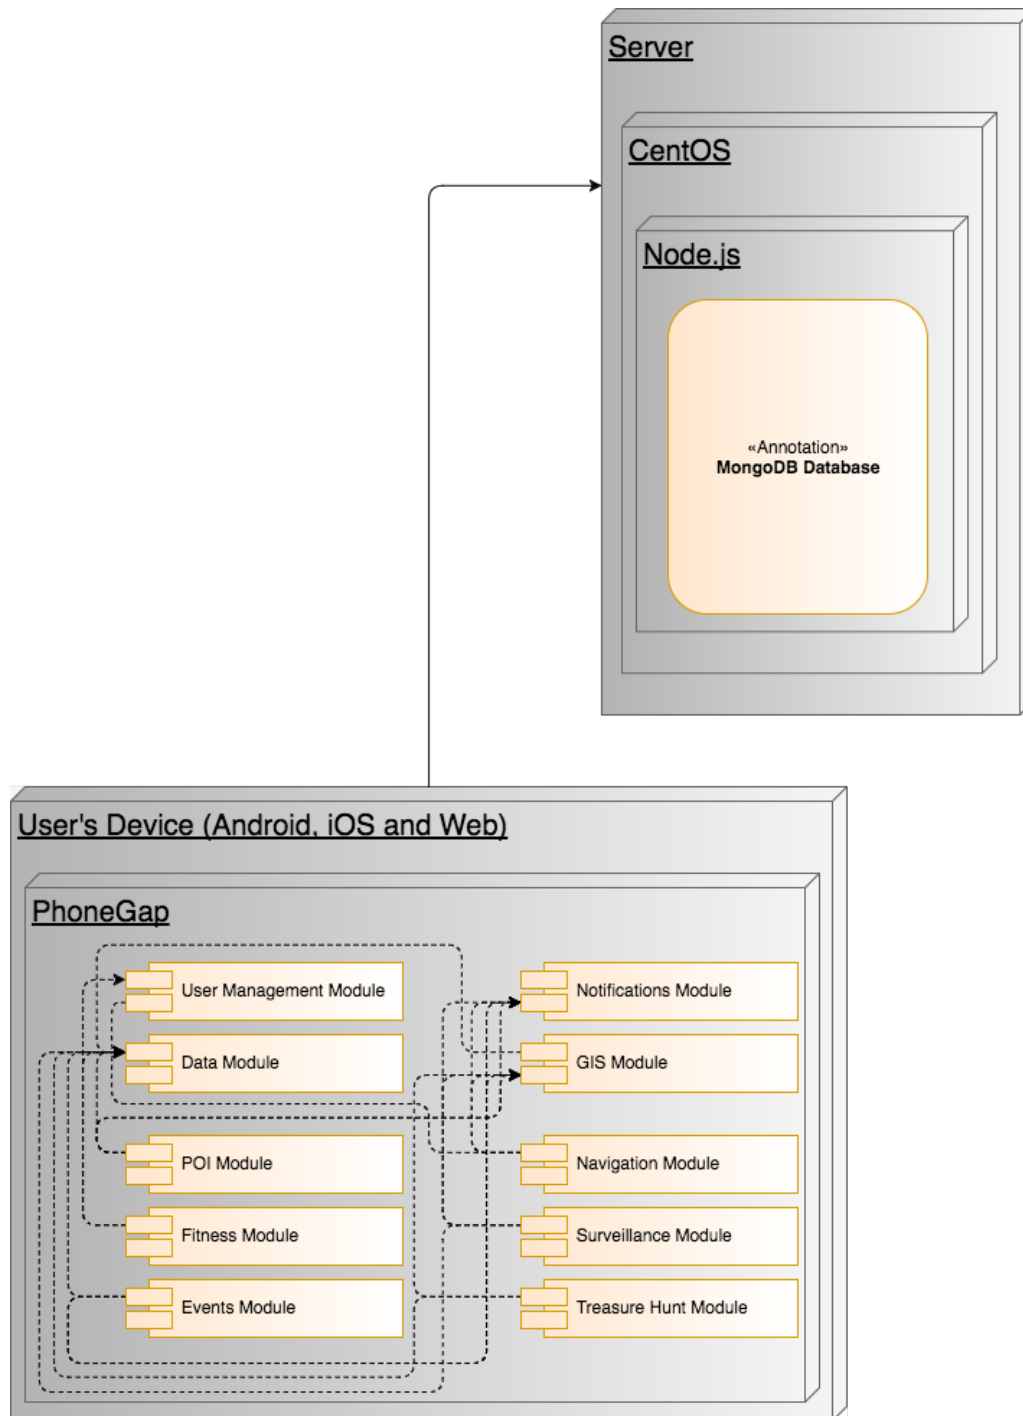 Server
CentOS
Node.js
«Annotation»
MongoDB Database
User's Device (Android, iOS and Web)
PhoneGap
User Management Module
Notifications Module
Data Module
GIS Module
POI Module
Navigation Module
Fitness Module
Surveillance Module
Events Module
Treasure Hunt Module